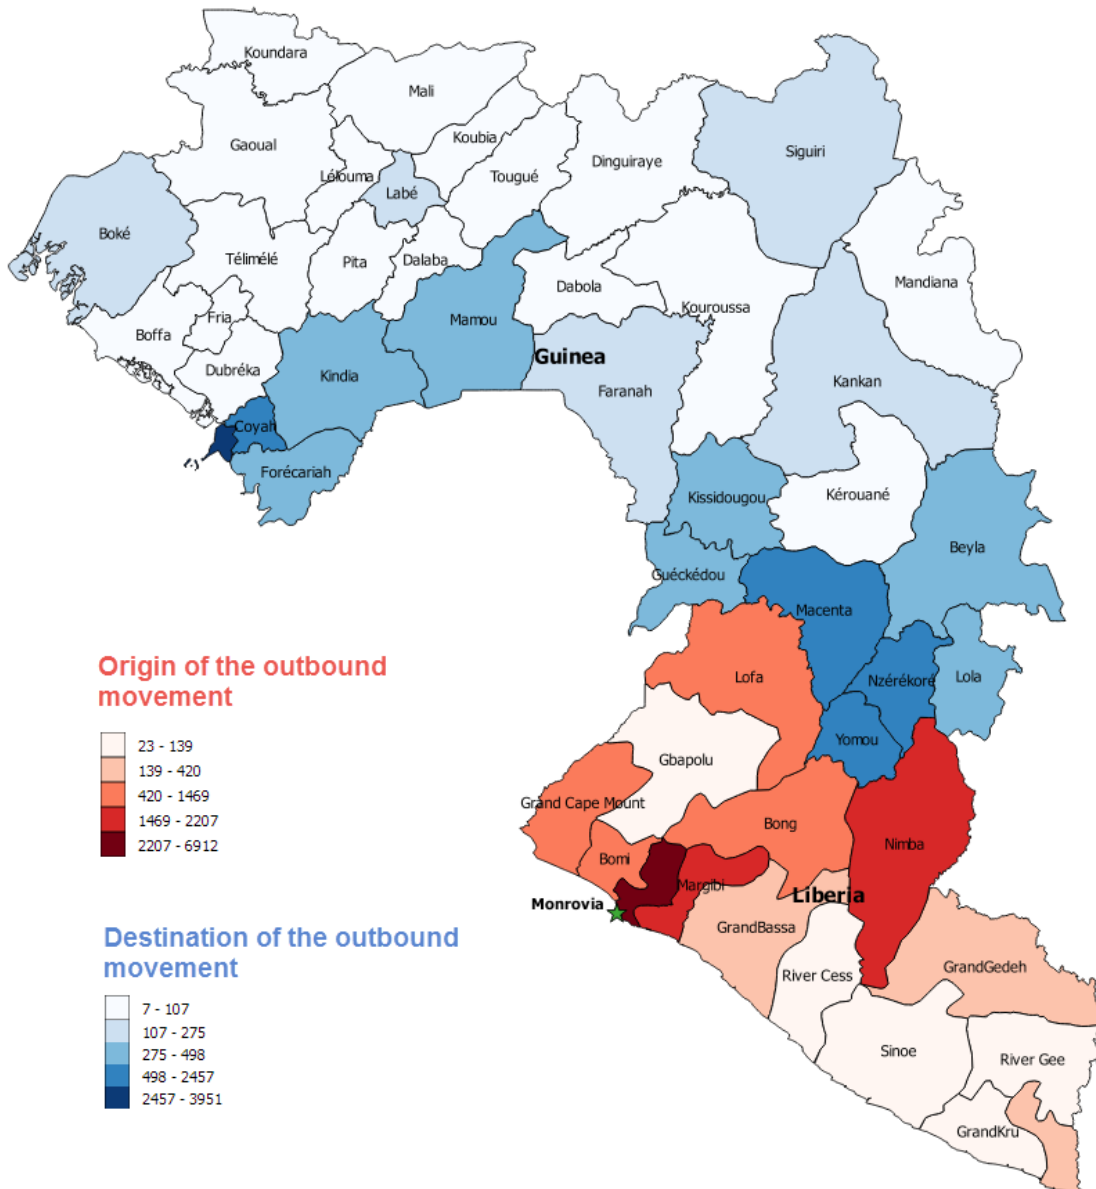 Koundara
Mali
Koubia
Gaoual
Siguiri
Dinguiraye
Lélouma
Tougué
Labé
Boké
Télimélé
Pita
Dalaba
Mandiana
Dabola
Kouroussa
Fria
Mamou
Boffa
Guinea
Dubréka
Kindia
Kankan
Faranah
Coyah
Forécariah
Kissidougou
Kérouané
Beyla
Guéckédou
Macenta
Origin of the outbound
movement
23 - 139
139 - 420
420 - 1469
1469 - 2207
2207 - 6912
Lofa
Nzérékoré
Lola
Yomou
Gbapolu
Grand Cape Mount
Bong
Nimba
Bomi
Margibi
Liberia
Monrovia
GrandBassa
Destination of the outbound
movement
7 - 107
107 - 275
275 - 498
498 - 2457
2457 - 3951
River Cess
GrandGedeh
Sinoe
River Gee
GrandKru